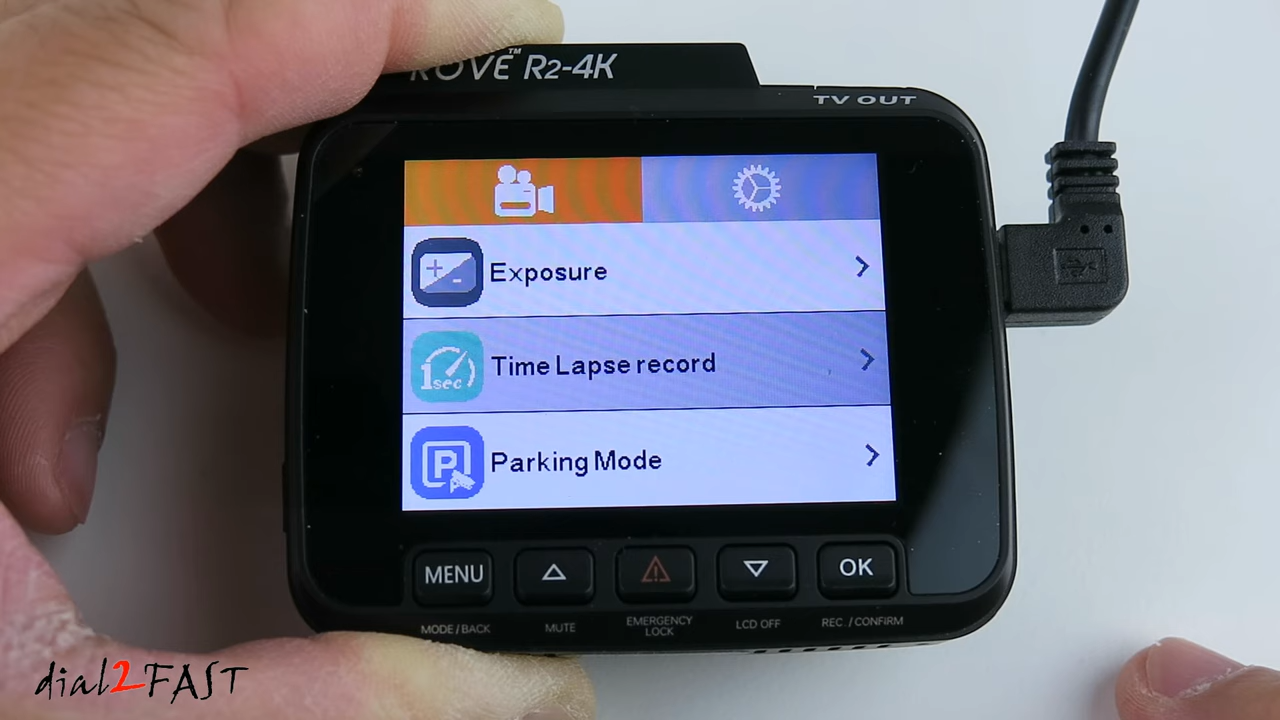 ROVE™ R2-4K
TV OUT
Exposure
1sec
Time Lapse record
P
Parking Mode
MENU
OK
MODE / BACK
MUTE
EMERGENCY
LOCK
LCD OFF
REC. / CONFIRM
dial2FAST